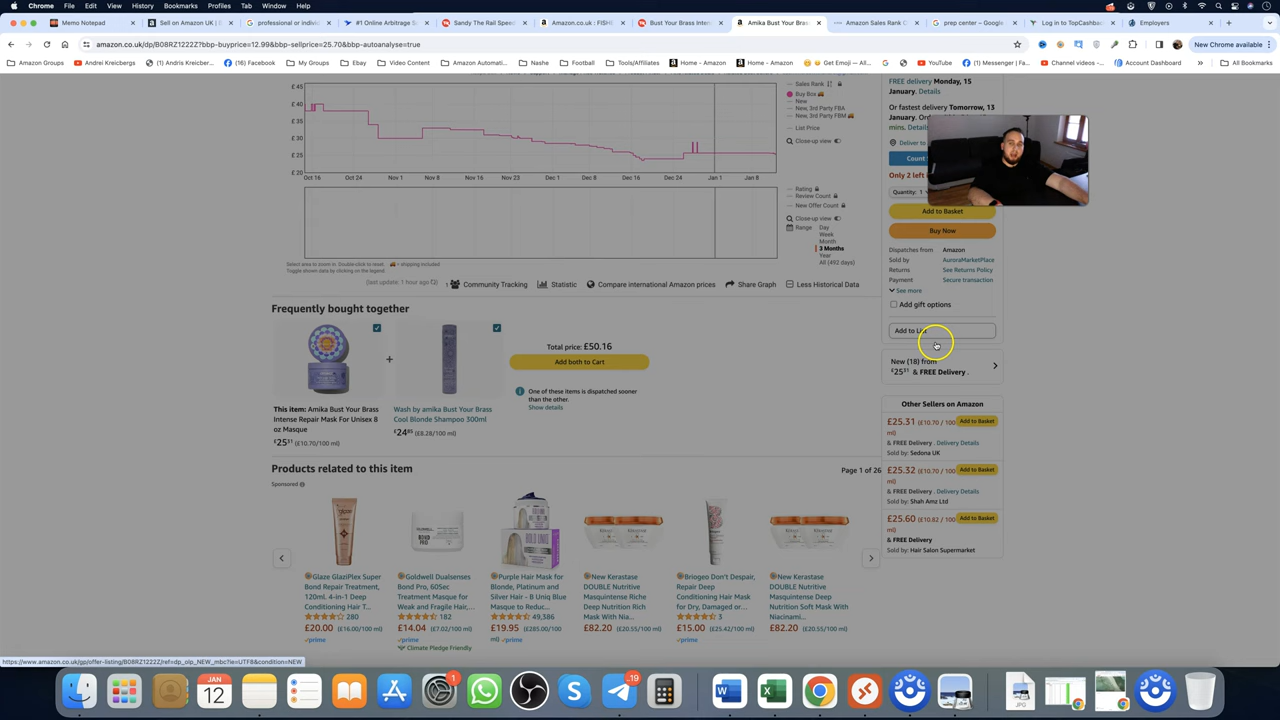 Chrome File Edit View History Bookmarks Profiles Tab Window Help
Memo Notepad
Sell on Amazon UK | B
professional or individ
#1 Online Arbitrage Sa
Sandy The Rail Speed
Amazon.co.uk: FISHE
Bust Your Brass Inten
Amika Bust Your Bras
Amazon Sales Rank C
prep center – Google
Log in to TopCashback
Employers
amazon.co.uk/dp/B08RZ1222Z?bbp-buyprice=12.99&bbp-sellprice=25.70&bbp-autoanalyse=true
New Chrome available
Amazon Groups
Andrei Kreicbergs
(1) Andris Kreicber...
(16) Facebook
My Groups
Ebay
Video Content
Amazon Automati...
Nashe
Football
Tools/Affiliates
Home - Amazon
Home - Amazon
Get Emoji — All...
YouTube
(1) Messenger | Fa...
Channel videos -...
Account Dashboard
All Bookmarks
£ 45
£ 40
£ 35
£ 30
£ 25
£ 20
Oct 16 Oct 24 Nov 1 Nov 8 Nov 15 Nov 23 Dec 1 Dec 8 Dec 16 Dec 24 Jan 1 Jan 8
Sales Rank
Buy Box
New
New, 3rd Party FBA
New, 3rd Party FBM
List Price
Close-up view
Rating
Review Count
New Offer Count
Close-up view
Range Day
Week
Month
3 Months
Year
All (492 days)
Select area to zoom in. Double-click to reset. = shipping included
Toggle shown data by clicking on the legend.
(last update: 1 hour ago)
1 Community Tracking
Statistic
Compare international Amazon prices
Share Graph
Less Historical Data
Frequently bought together
+
Total price: £50.16
Add both to Cart
One of these items is dispatched sooner
than the other.
Show details
This item: Amika Bust Your Brass
Intense Repair Mask For Unisex 8
oz Masque
£25³¹ (£10.70/100 ml)
Wash by amika Bust Your Brass
Cool Blonde Shampoo 300ml
£24⁸⁵ (£8.28/100 ml)
Products related to this item
Page 1 of 26
Sponsored
Glaze GlaziPlex Super
Bond Repair Treatment,
120ml. 4-in-1 Deep
Conditioning Hair T...
280
£20.00 (£16.00/100 ml)
prime
Goldwell Dualsenses
Bond Pro, 60Sec
Treatment Masque for
Weak and Fragile Hair,...
182
£14.04 (£7.02/100 ml)
prime
Climate Pledge Friendly
Purple Hair Mask for
Blonde, Platinum and
Silver Hair - B Uniq Blue
Masque to Reduc...
49,386
£19.95 (£285.00/100
ml) prime
New Kerastase
DOUBLE Nutritive
Masquintense Riche
Deep Nutrition Rich
Mask With Nia...
£82.20 (£20.55/100 ml)
Briogeo Don't Despair,
Repair Deep
Conditioning Hair Mask
for Dry, Damaged or...
3
£15.00 (£25.42/100 ml)
prime
New Kerastase
DOUBLE Nutritive
Masquintense Soft
Deep Nutrition Soft Mask
With Niacinami...
£82.20 (£20.55/100 ml)
FREE delivery Monday, 15
January. Details
Or fastest delivery Tomorrow, 13
mins. Details
Deliver to
Only 2 left
Quantity: 1
Add to Basket
Buy Now
Dispatches from Amazon
Sold by AuroraMarketPlace
Returns See Returns Policy
Payment Secure transaction
See more
Add gift options
Add to List
New (18) from
£25³¹ & FREE Delivery .
Other Sellers on Amazon
£25.31 (£10.70 / 100 ml)
Add to Basket
& FREE Delivery . Delivery Details
Sold by: Sedona UK
£25.32 (£10.70 / 100 ml)
Add to Basket
& FREE Delivery . Delivery Details
Sold by: Shah Amz Ltd
£25.60 (£10.82 / 100 ml)
Add to Basket
& FREE Delivery
Sold by: Hair Salon Supermarket
https://www.amazon.co.uk/gp/offer-listing/B08RZ1222Z/ref=dp_olp_NEW_mbc?ie=UTF8&condition=NEW
JAN
12
1
19